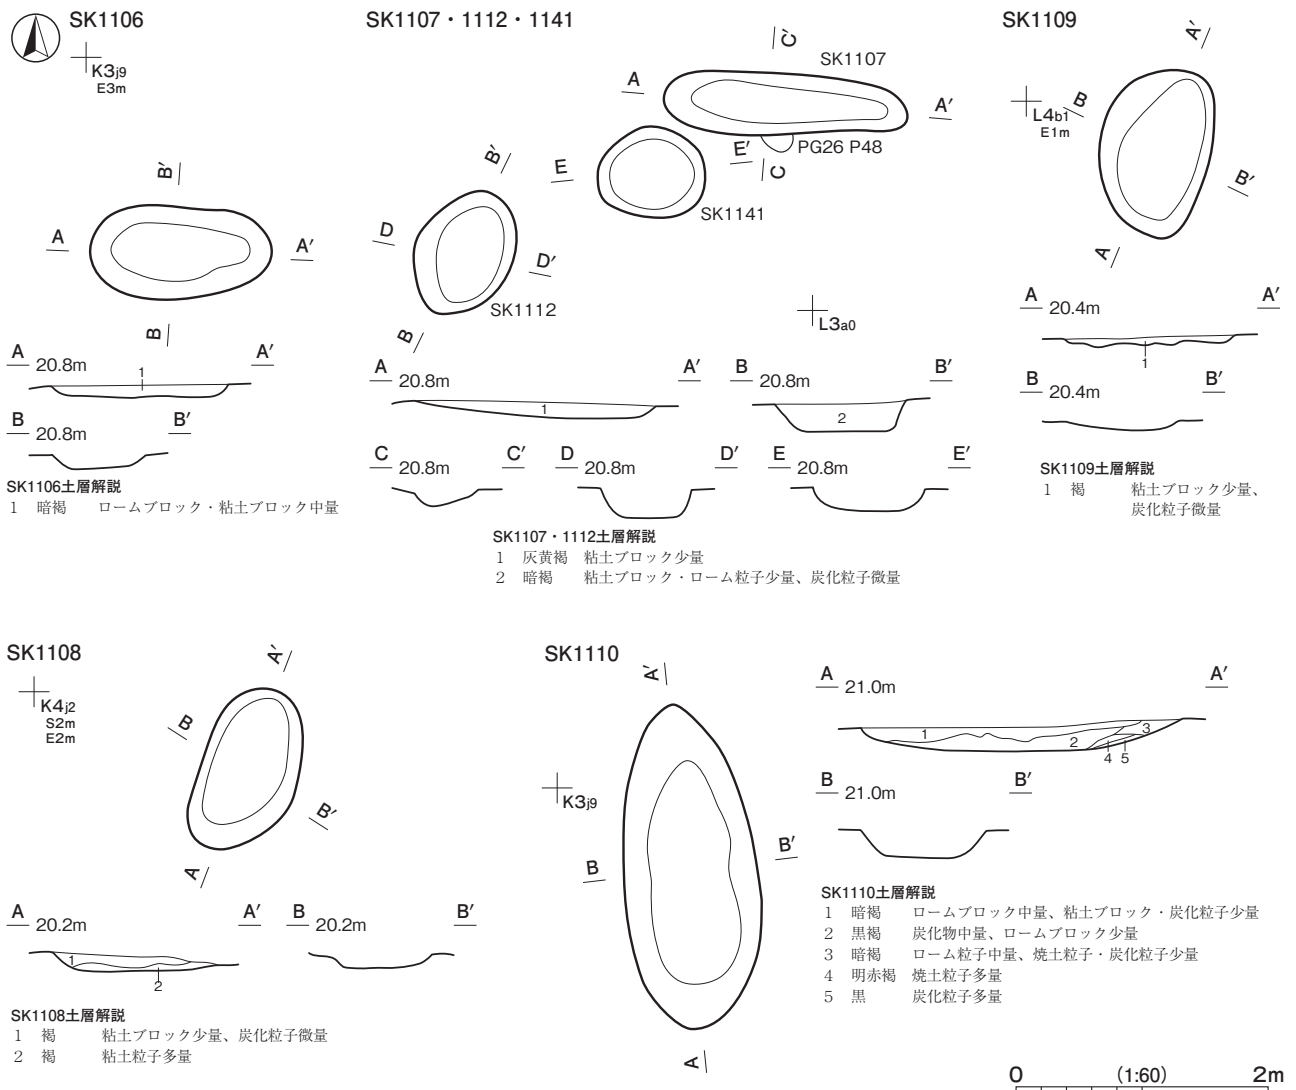 SK1106
K3j9
E3m
B′
A
A′
B
A 20.8m A′
1
B 20.8m B′
SK1106土層解説
1 暗褐 ロームブロック・粘土ブロック中量
SK1107・1112・1141
C′
SK1107
A
A′
E
E′
C
PG26 P48
SK1141
B′
D
D′
SK1112
B
L3a0
A 20.8m A′
1
B 20.8m B′
2
C 20.8m C′
D 20.8m D′
E 20.8m E′
SK1107・1112土層解説
1 灰黄褐 粘土ブロック少量
2 暗褐 粘土ブロック・ローム粒子少量、炭化粒子微量
SK1109
A′
L4b1
E1m
B
B′
A
A 20.4m A′
1
B 20.4m B′
SK1109土層解説
1 褐 粘土ブロック少量、
炭化粒子微量
SK1108
K4j2
S2m
E2m
A′
B
B′
A
A 20.2m A′
1
2
B 20.2m B′
SK1108土層解説
1 褐 粘土ブロック少量、炭化粒子微量
2 褐 粘土粒子多量
SK1110
A′
K3j9
B
B′
A
A 21.0m A′
1
2
3
4 5
B 21.0m B′
SK1110土層解説
1 暗褐 ロームブロック中量、粘土ブロック・炭化粒子少量
2 黒褐 炭化物中量、ロームブロック少量
3 暗褐 ローム粒子中量、焼土粒子・炭化粒子少量
4 明赤褐 焼土粒子多量
5 黒 炭化粒子多量
0 (1:60) 2m